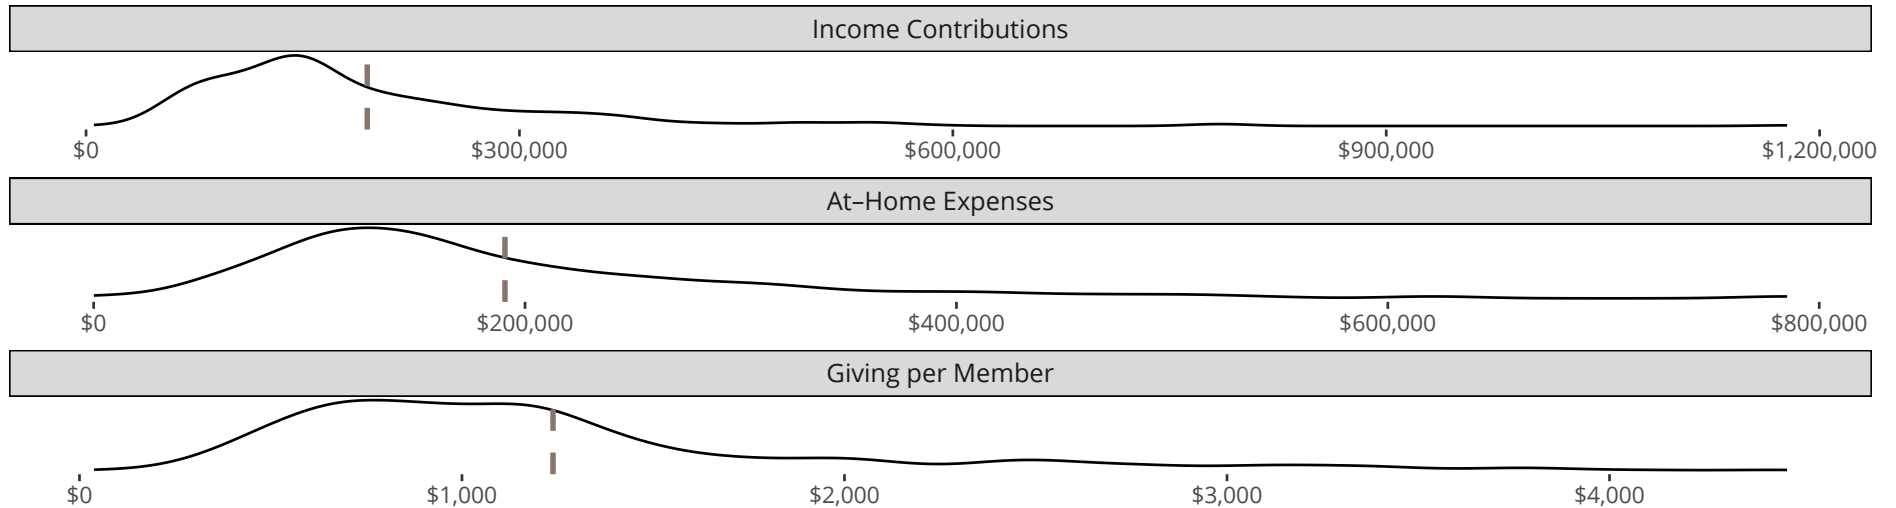 Income Contributions
$0 $300,000 $600,000 $900,000 $1,200,000
At–Home Expenses
$0 $200,000 $400,000 $600,000 $800,000
Giving per Member
$0 $1,000 $2,000 $3,000 $4,000